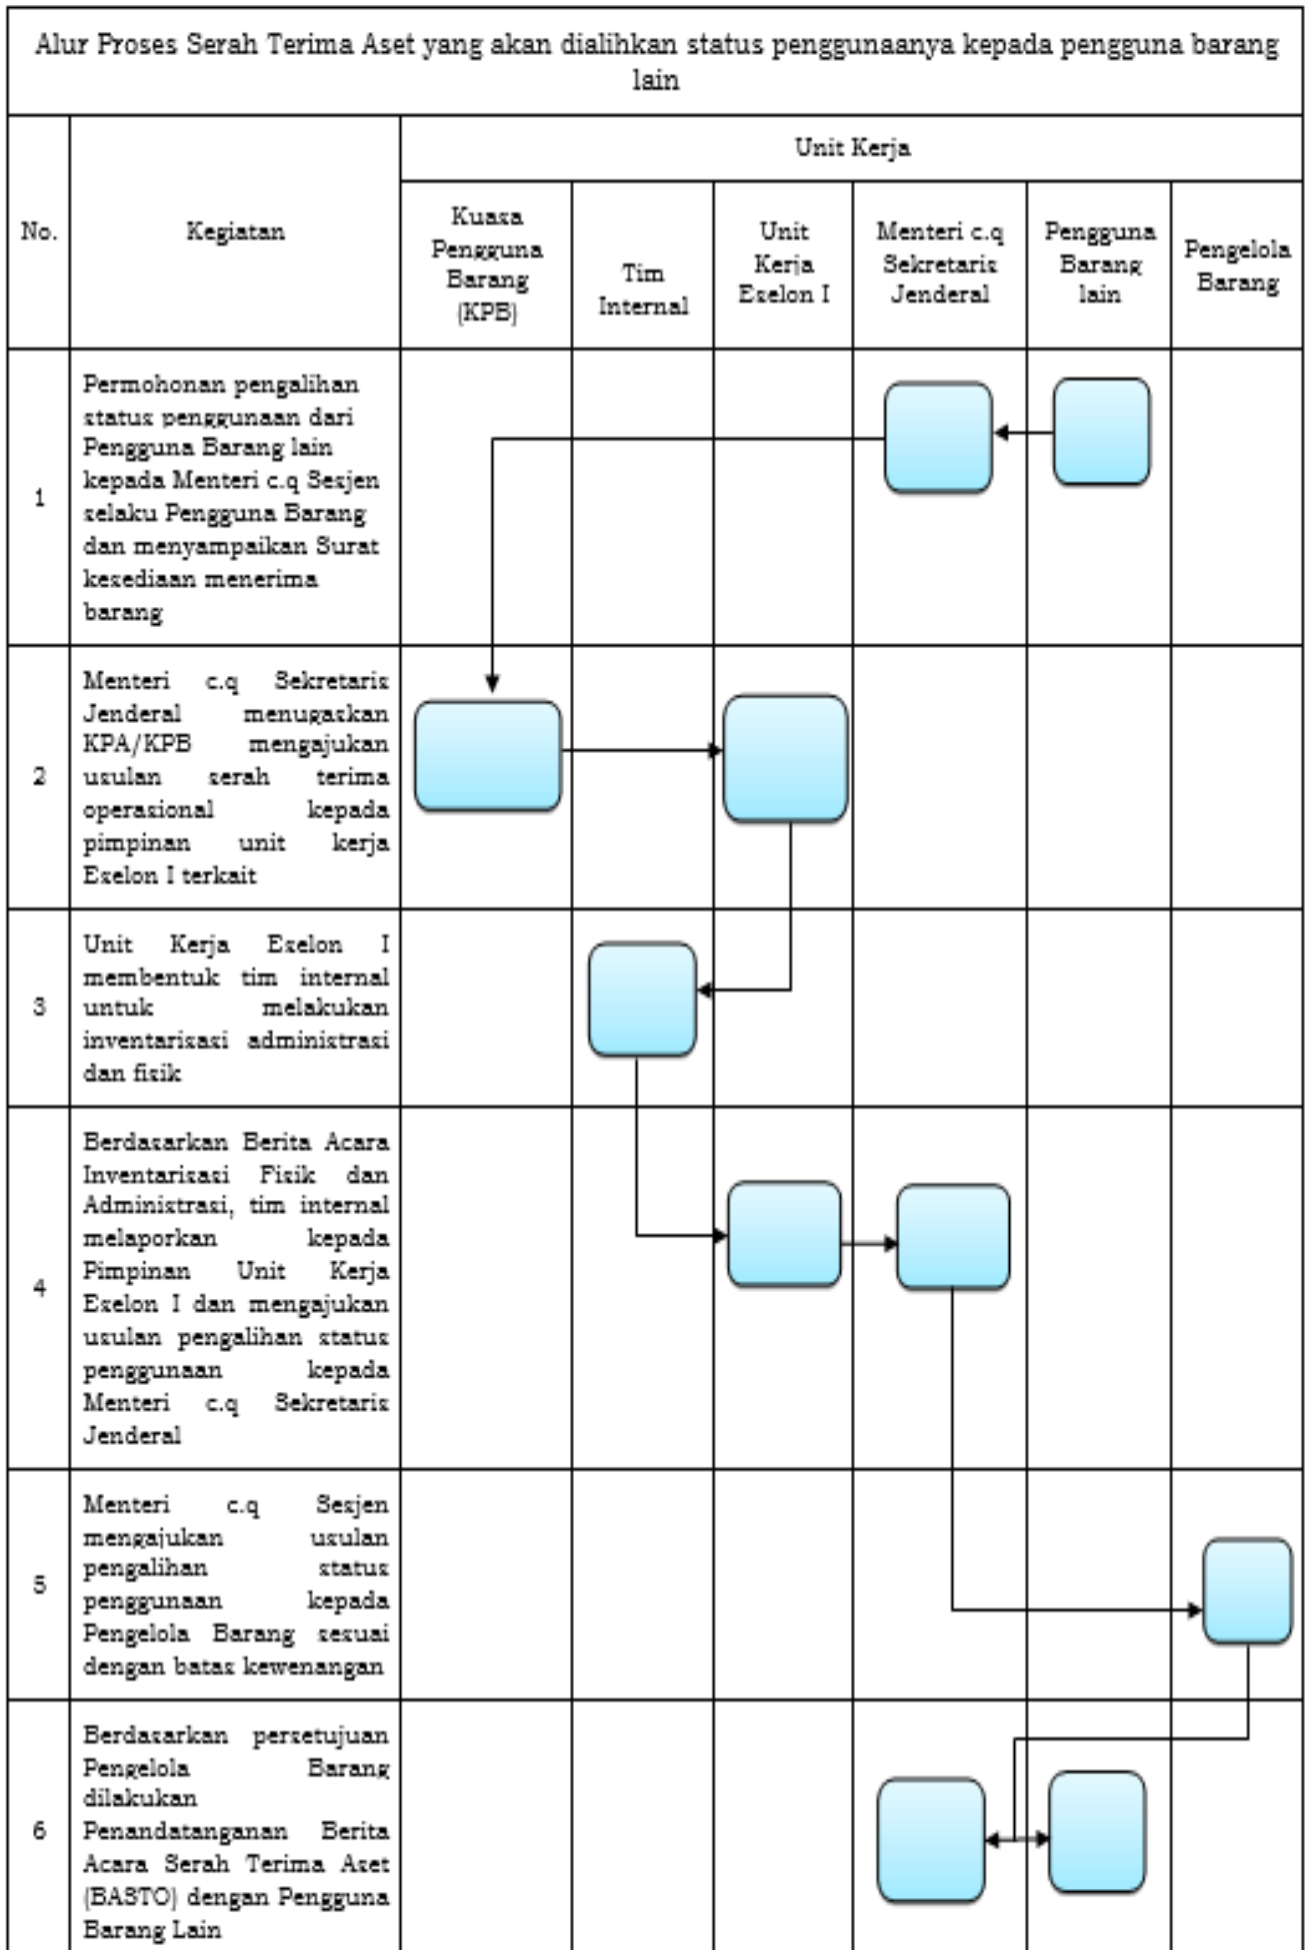 Alur Proses Serah Terima Aset yang akan dialihkan status penggunaanya kepada pengguna barang
lain
No.
Kegiatan
Unit Kerja
Kuasa
Pengguna
Barang
(KPB)
Tim
Internal
Unit
Kerja
Eselon I
Menteri c.q
Sekretaris
Jenderal
Pengguna
Barang
lain
Pengelola
Barang
1
Permohonan pengalihan
status penggunaan dari
Pengguna Barang lain
kepada Menteri c.q Sesjen
selaku Pengguna Barang
dan menyampaikan Surat
kesediaan menerima
barang
2
Menteri c.q Sekretaris
Jenderal menugaskan
KPA/KPB mengajukan
usulan serah terima
operasional kepada
pimpinan unit kerja
Eselon I terkait
3
Unit Kerja Eselon I
membentuk tim internal
untuk melakukan
inventarisasi administrasi
dan fisik
4
Berdasarkan Berita Acara
Inventarisasi Fisik dan
Administrasi, tim internal
melaporkan kepada
Pimpinan Unit Kerja
Eselon I dan mengajukan
usulan pengalihan status
penggunaan kepada
Menteri c.q Sekretaris
Jenderal
5
Menteri c.q Sesjen
mengajukan usulan
pengalihan status
penggunaan kepada
Pengelola Barang sesuai
dengan batas kewenangan
6
Berdasarkan persetujuan
Pengelola Barang
dilakukan
Penandatanganan Berita
Acara Serah Terima Aset
(BASTO) dengan Pengguna
Barang Lain